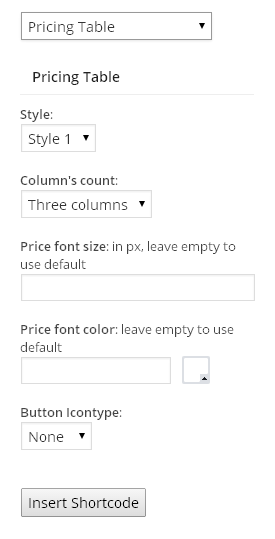 Pricing Table
Pricing Table
Style:
Style 1
Column's count:
Three columns
Price font size: in px, leave empty to
use default
Price font color: leave empty to use
default
Button Icontype:
None
Insert Shortcode